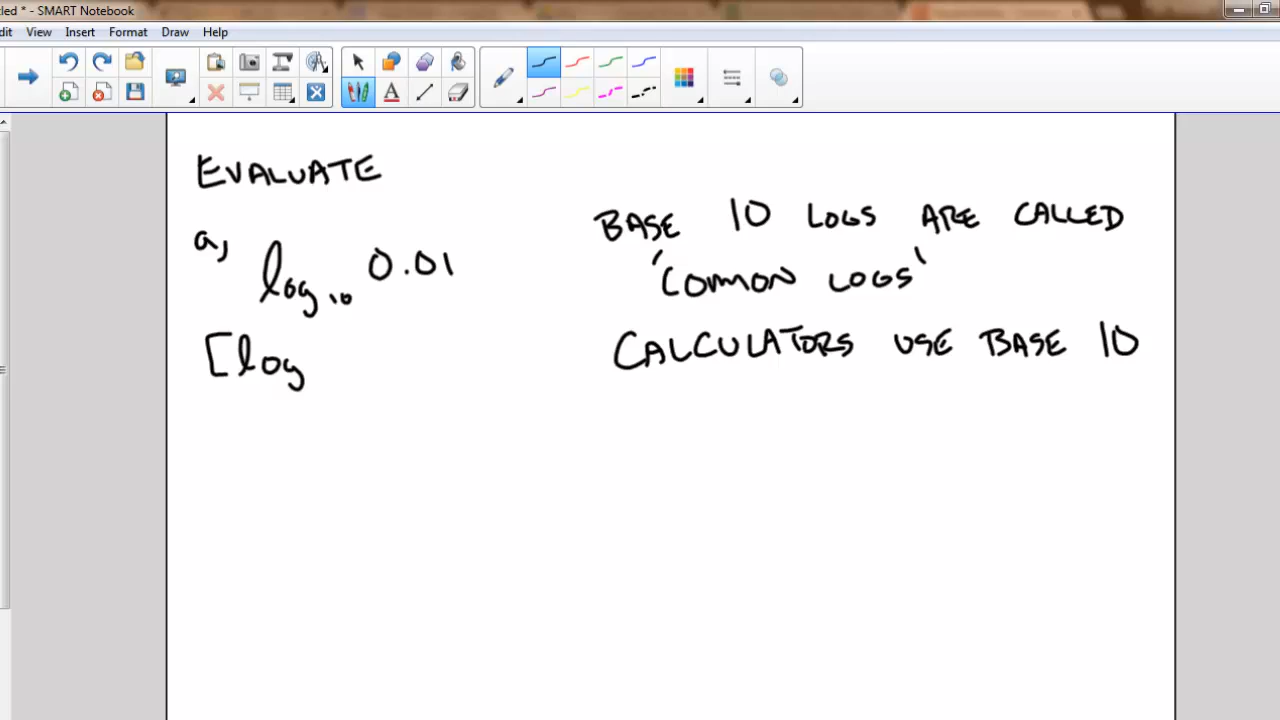 tled * - SMART Notebook
dit View Insert Format Draw Help
EVALUATE
a) log₁₀ 0.01
[log
BASE 10 LOGS ARE CALLED
'COMMON LOGS'
CALCULATORS USE BASE 10